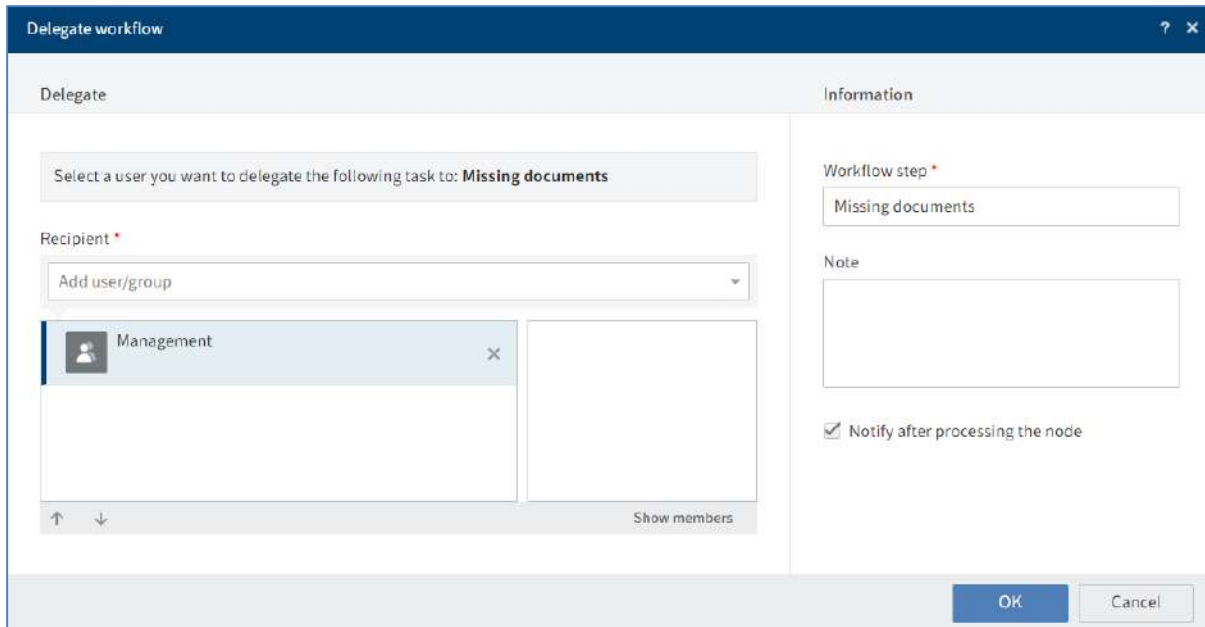 Delegate workflow
?
Delegate
Information
Select a user you want to delegate the following task to: Missing documents
Workflow step *
Missing documents
Recipient *
Add user/group
Note
Management
Notify after processing the node
Show members
OK
Cancel